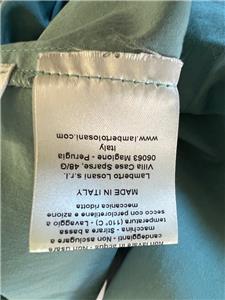 candeggianti - Non asciugare a
macchina - Stirare a bassa
temperatura (110° C) - Lavaggio a
secco con percloroetilene e azione
meccanica ridotta
MADE IN ITALY
Lamberto Losani s.r.l.
Villa Case Sparse, 48/G
06063 Magione - Perugia
Italy
www.lambertolosani.com